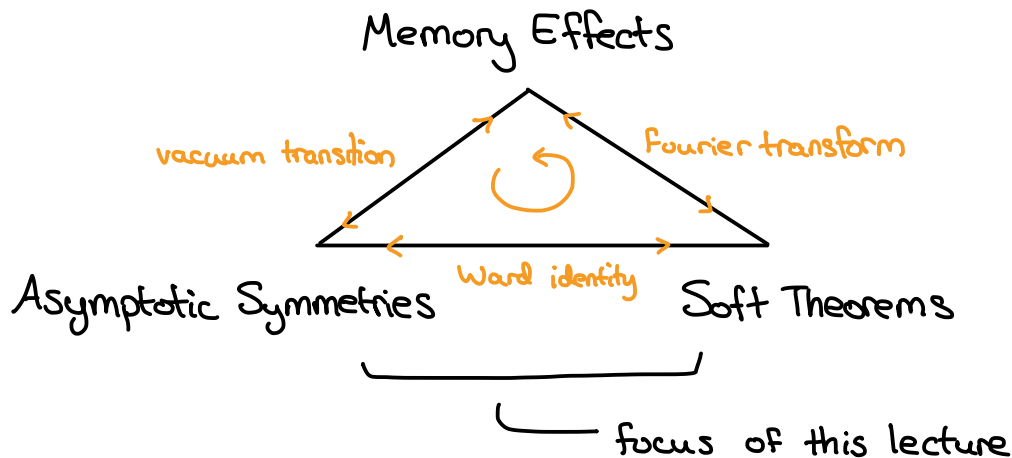 Memory Effects
vacuum transition
Fourier transform
Ward identity
Asymptotic Symmetries
Soft Theorems
focus of this lecture